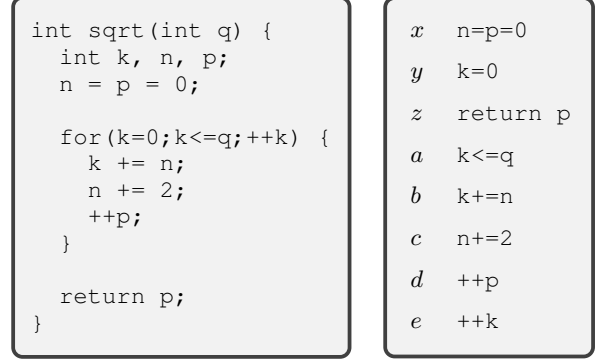 int sqrt(int q) {
int k, n, p;
n = p = 0;
for(k=0;k<=q;++k) {
k += n;
n += 2;
++p;
}
return p;
}
x n=p=0
y k=0
z return p
a k<=q
b k+=n
c n+=2
d ++p
e ++k